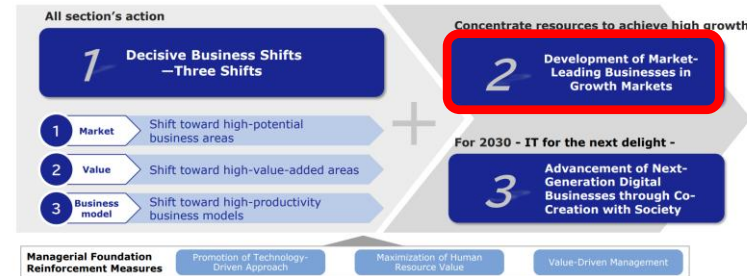 All section's action
1
Decisive Business Shifts
—Three Shifts
1
Market
Shift toward high-potential
business areas
2
Value
Shift toward high-value-added areas
3
Business
model
Shift toward high-productivity
business models
+
Concentrate resources to achieve high growth
2
Development of Market-
Leading Businesses in
Growth Markets
For 2030 - IT for the next delight -
3
Advancement of Next-
Generation Digital
Businesses through Co-
Creation with Society
Managerial Foundation
Reinforcement Measures
Promotion of Technology-
Driven Approach
Maximization of Human
Resource Value
Value-Driven Management